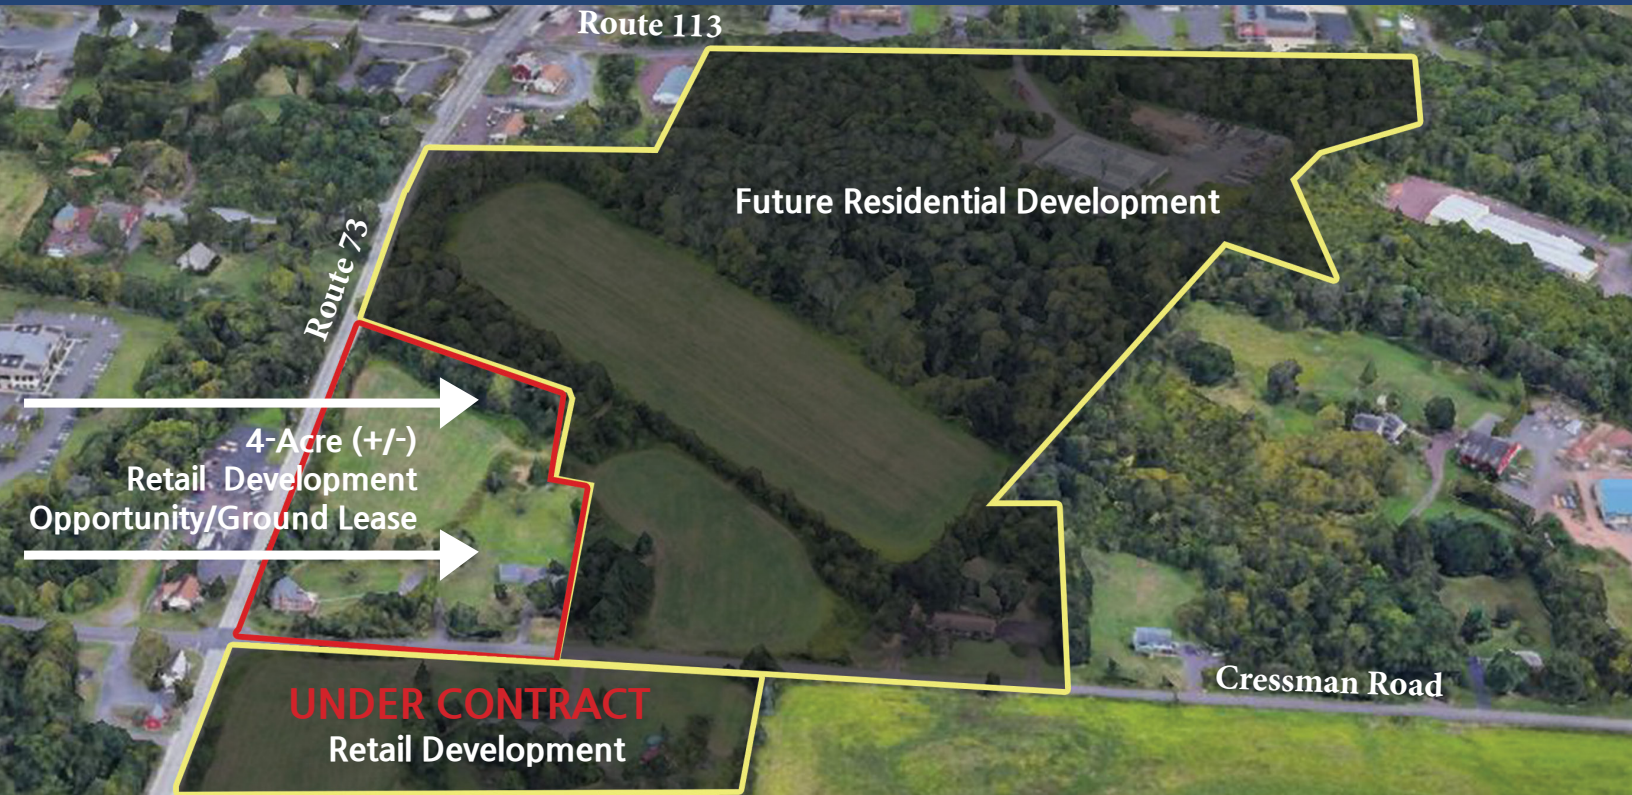 Route 113
Future Residential Development
Route 73
4-Acre (+/-)
Retail Development
Opportunity/Ground Lease
Cressman Road
UNDER CONTRACT
Retail Development